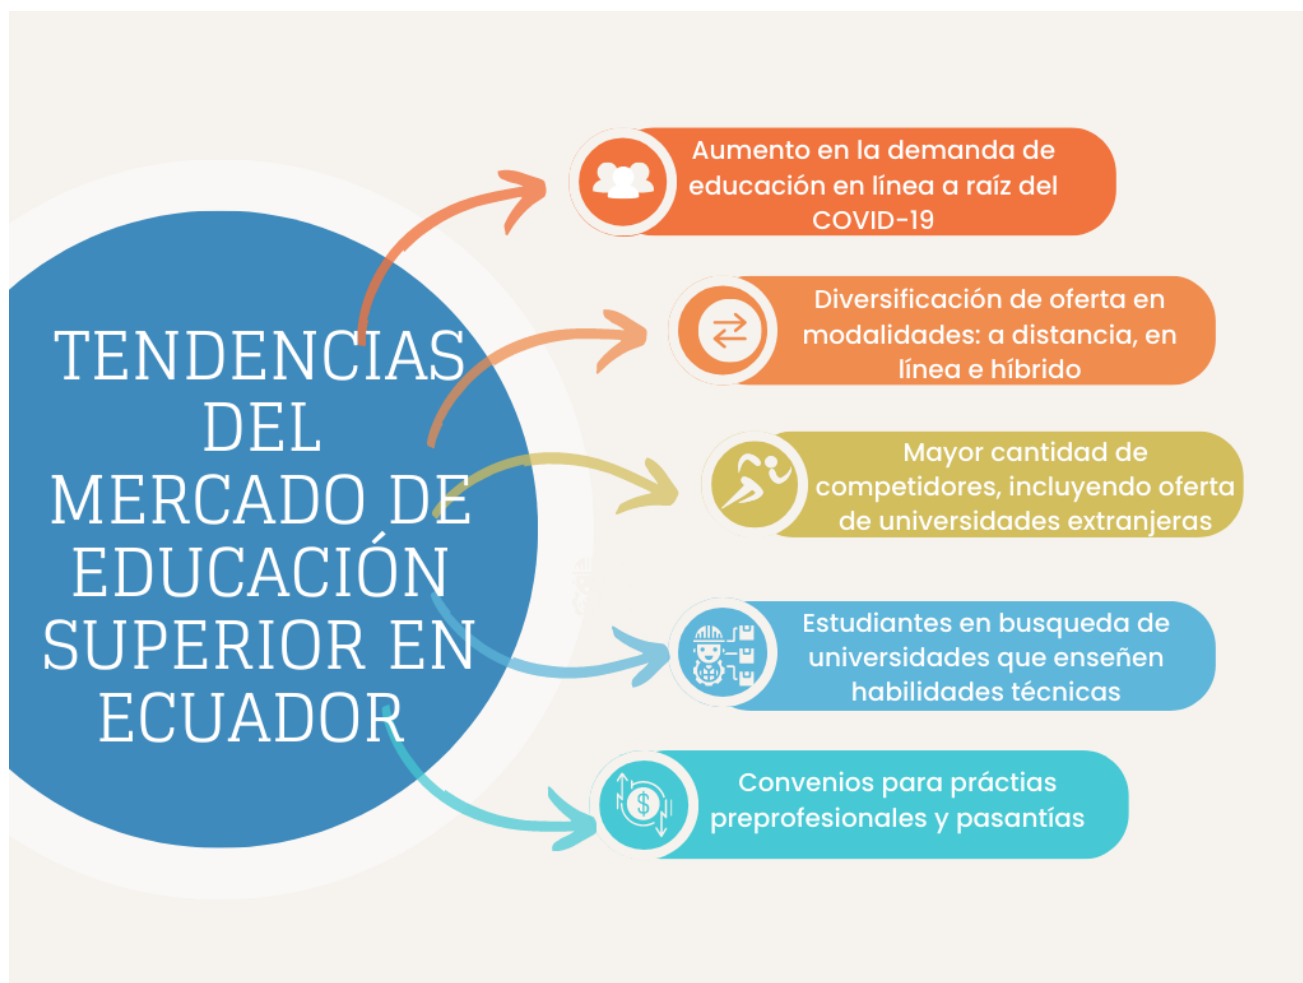 TENDENCIAS
DEL
MERCADO DE
EDUCACIÓN
SUPERIOR EN
ECUADOR
Aumento en la demanda de
educación en línea a raíz del
COVID-19
Diversificación de oferta en
modalidades: a distancia, en
línea e híbrido
Mayor cantidad de
competidores, incluyendo oferta
de universidades extranjeras
Estudiantes en busqueda de
universidades que enseñen
habilidades técnicas
Convenios para práctias
preprofesionales y pasantías